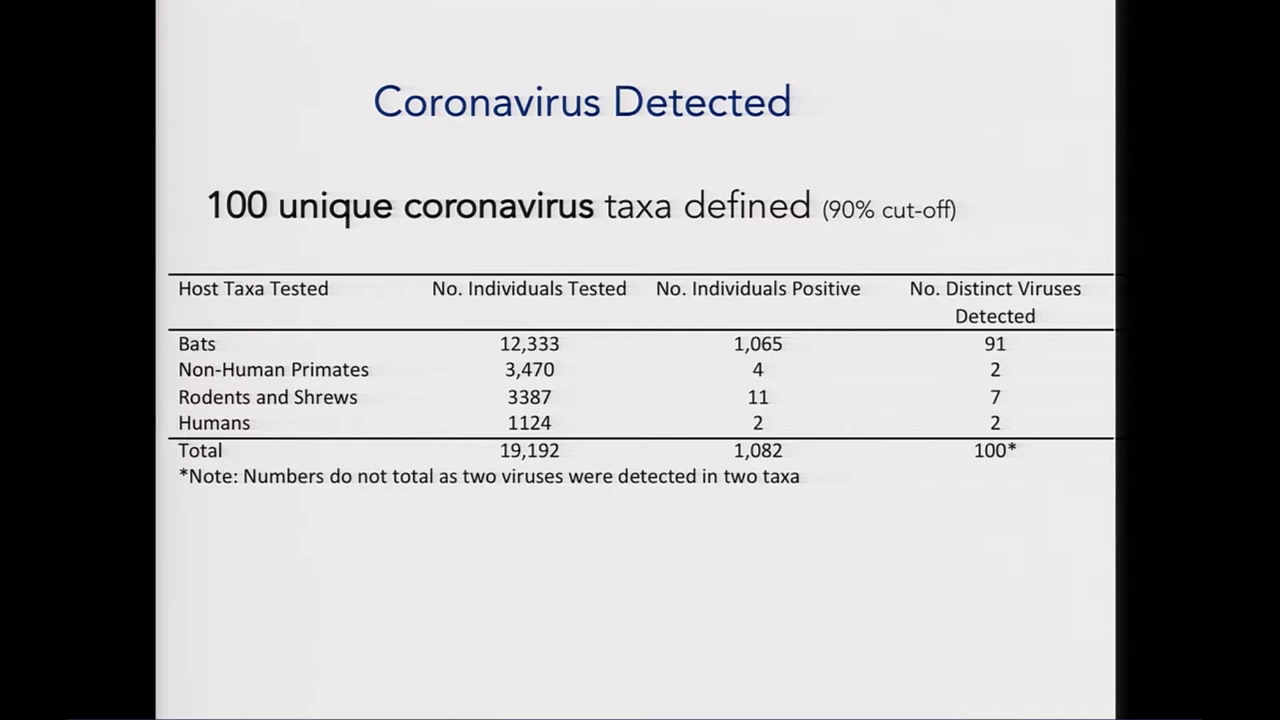 Coronavirus Detected
100 unique coronavirus taxa defined (90% cut-off)
Host Taxa Tested No. Individuals Tested No. Individuals Positive No. Distinct Viruses
Detected
Bats 12,333 1,065 91
Non-Human Primates 3,470 4 2
Rodents and Shrews 3387 11 7
Humans 1124 2 2
Total 19,192 1,082 100*
*Note: Numbers do not total as two viruses were detected in two taxa